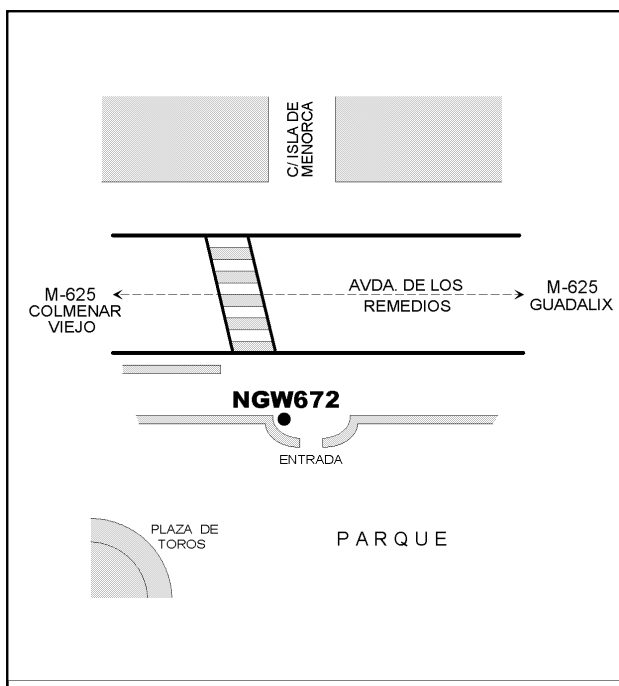 C/ ISLA DE
MENORCA
M-625
COLMENAR
VIEJO
AVDA. DE LOS
REMEDIOS
M-625
GUADALIX
NGW672
ENTRADA
PLAZA DE
TOROS
PARQUE